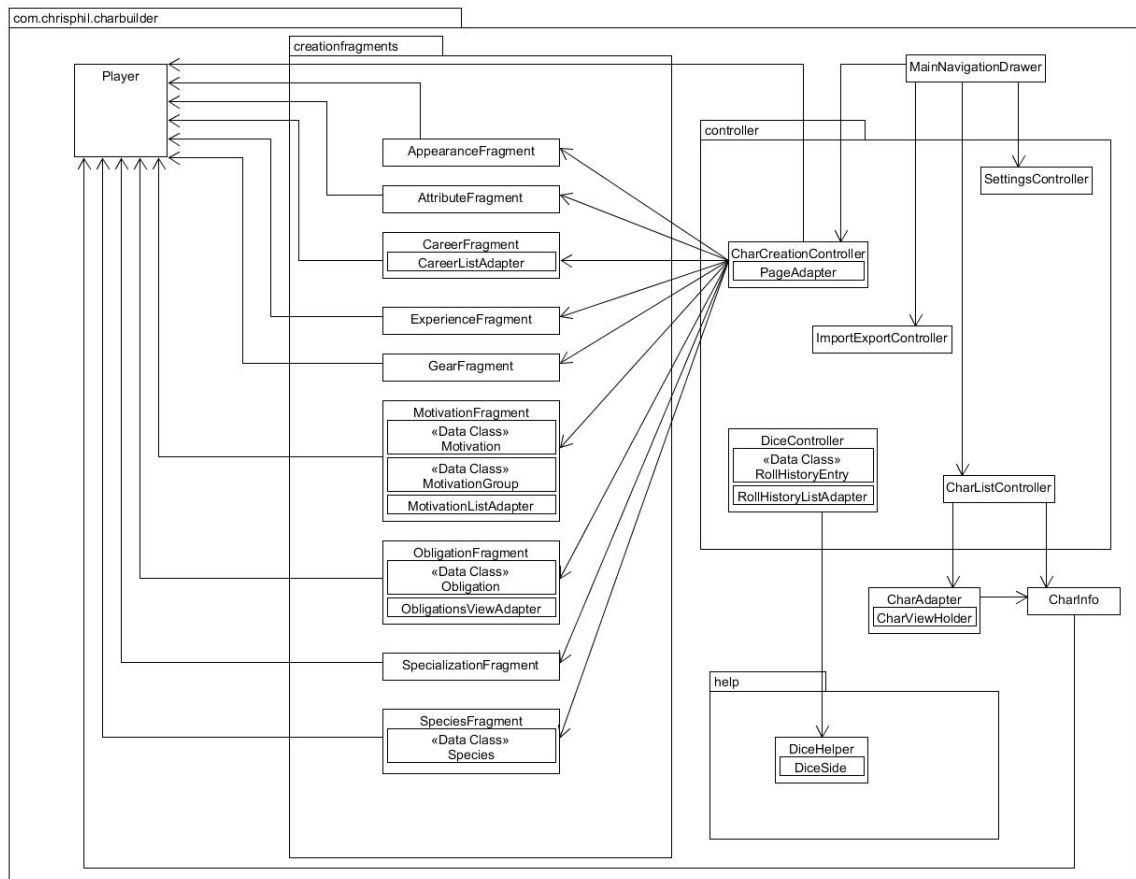 com.chrisphil.charbuilder
creationfragments
Player
MainNavigationDrawer
controller
AppearanceFragment
SettingsController
AttributeFragment
CareerFragment
CareerListAdapter
CharCreationController
PageAdapter
ExperienceFragment
ImportExportController
GearFragment
MotivationFragment
«Data Class»
Motivation
«Data Class»
MotivationGroup
MotivationListAdapter
DiceController
«Data Class»
RollHistoryEntry
RollHistoryListAdapter
CharListController
ObligationFragment
«Data Class»
Obligation
ObligationsViewAdapter
CharAdapter
CharViewHolder
CharInfo
SpecializationFragment
help
SpeciesFragment
«Data Class»
Species
DiceHelper
DiceSide